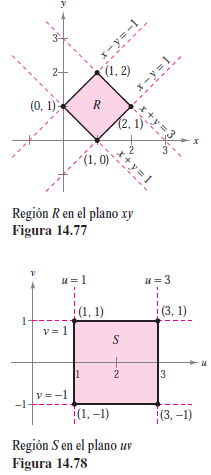 y
x − y = −1
3
x − y = 1
2
(1, 2)
(0, 1)
R
(2, 1)
x + y = 3
x
2
3
(1, 0)
x + y = 1
Región R en el plano xy
Figura 14.77
v
u = 1
u = 3
(1, 1)
(3, 1)
1
v = 1
S
u
1
2
3
v = −1
−1
(1, −1)
(3, −1)
Región S en el plano uv
Figura 14.78